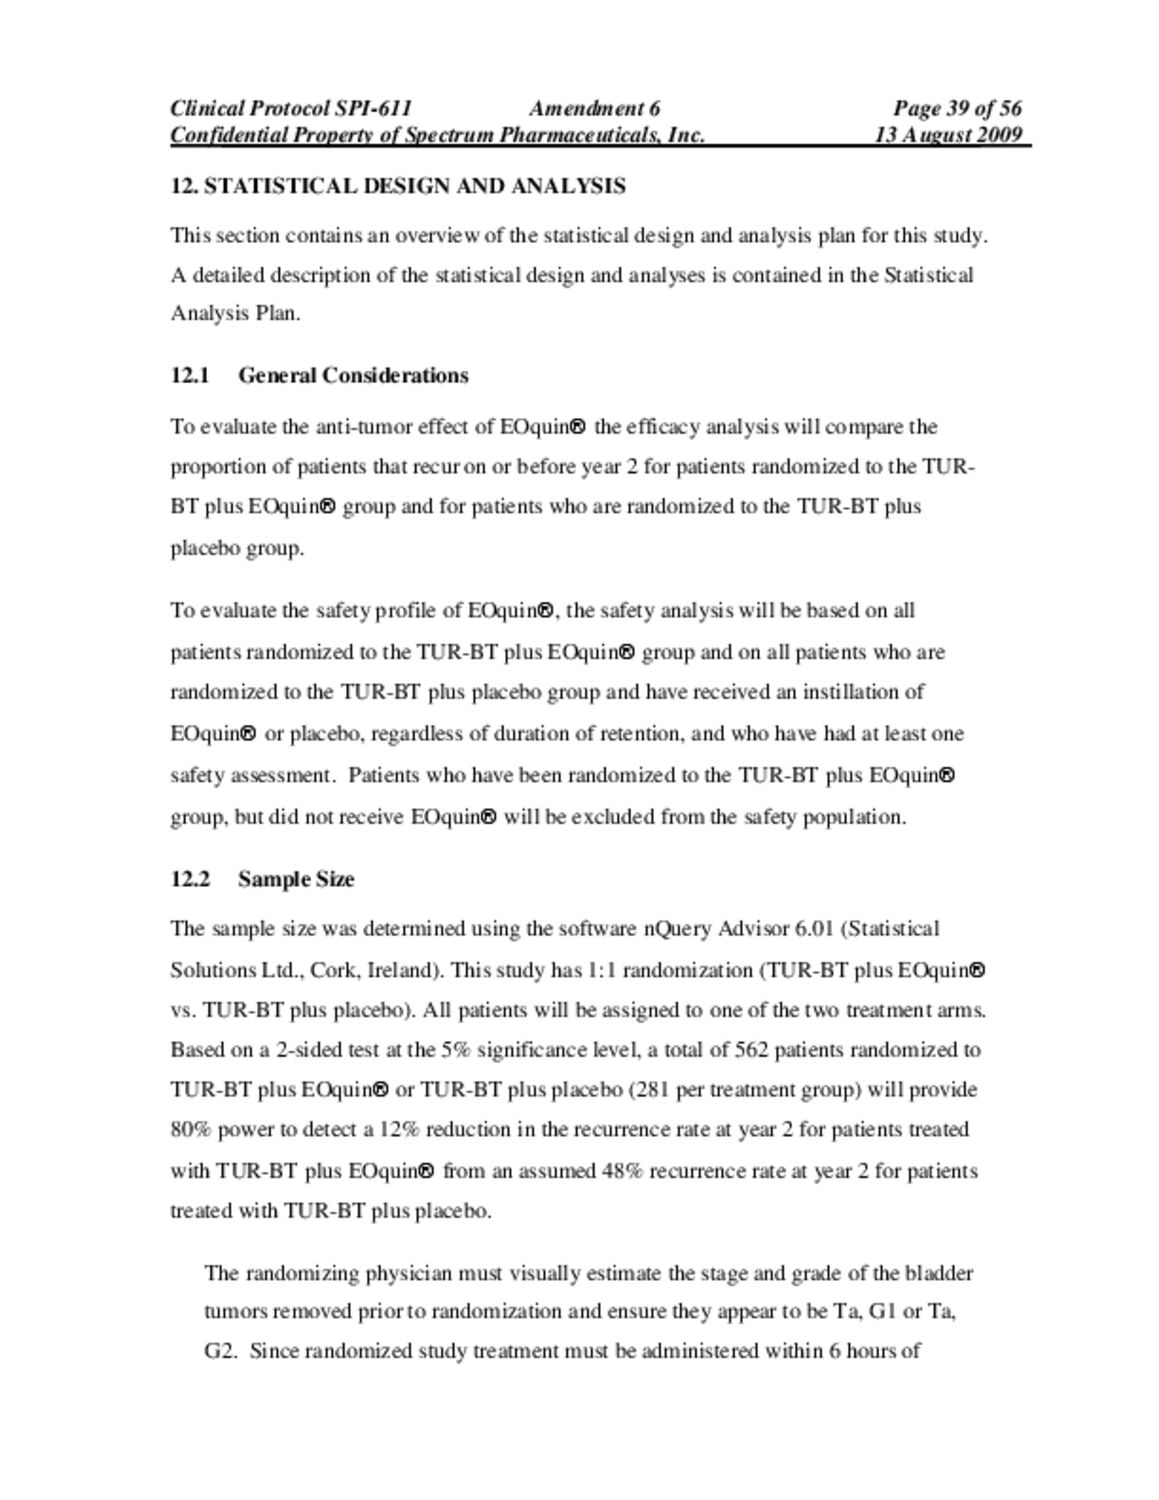 Clinical Protocol SPI-611 Amendment 6 Page 39 of 56
Confidential Property of Spectrum Pharmaceuticals, Inc. 13 August 2009
12. STATISTICAL DESIGN AND ANALYSIS
This section contains an overview of the statistical design and analysis plan for this study.
A detailed description of the statistical design and analyses is contained in the Statistical
Analysis Plan.
12.1 General Considerations
To evaluate the anti-tumor effect of EOquin® the efficacy analysis will compare the
proportion of patients that recur on or before year 2 for patients randomized to the TUR-
BT plus EOquin® group and for patients who are randomized to the TUR-BT plus
placebo group.
To evaluate the safety profile of EOquin®, the safety analysis will be based on all
patients randomized to the TUR-BT plus EOquin® group and on all patients who are
randomized to the TUR-BT plus placebo group and have received an instillation of
EOquin® or placebo, regardless of duration of retention, and who have had at least one
safety assessment. Patients who have been randomized to the TUR-BT plus EOquin®
group, but did not receive EOquin® will be excluded from the safety population.
12.2 Sample Size
The sample size was determined using the software nQuery Advisor 6.01 (Statistical
Solutions Ltd., Cork, Ireland). This study has 1:1 randomization (TUR-BT plus EOquin®
vs. TUR-BT plus placebo). All patients will be assigned to one of the two treatment arms.
Based on a 2-sided test at the 5% significance level, a total of 562 patients randomized to
TUR-BT plus EOquin® or TUR-BT plus placebo (281 per treatment group) will provide
80% power to detect a 12% reduction in the recurrence rate at year 2 for patients treated
with TUR-BT plus EOquin® from an assumed 48% recurrence rate at year 2 for patients
treated with TUR-BT plus placebo.
The randomizing physician must visually estimate the stage and grade of the bladder
tumors removed prior to randomization and ensure they appear to be Ta, G1 or Ta,
G2. Since randomized study treatment must be administered within 6 hours of